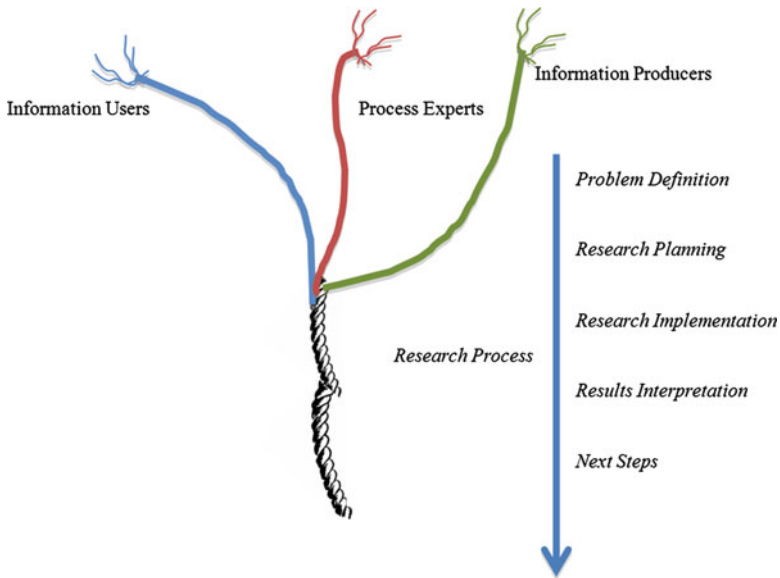 Information Users
Process Experts
Information Producers
Problem Definition
Research Planning
Research Implementation
Research Process
Results Interpretation
Next Steps